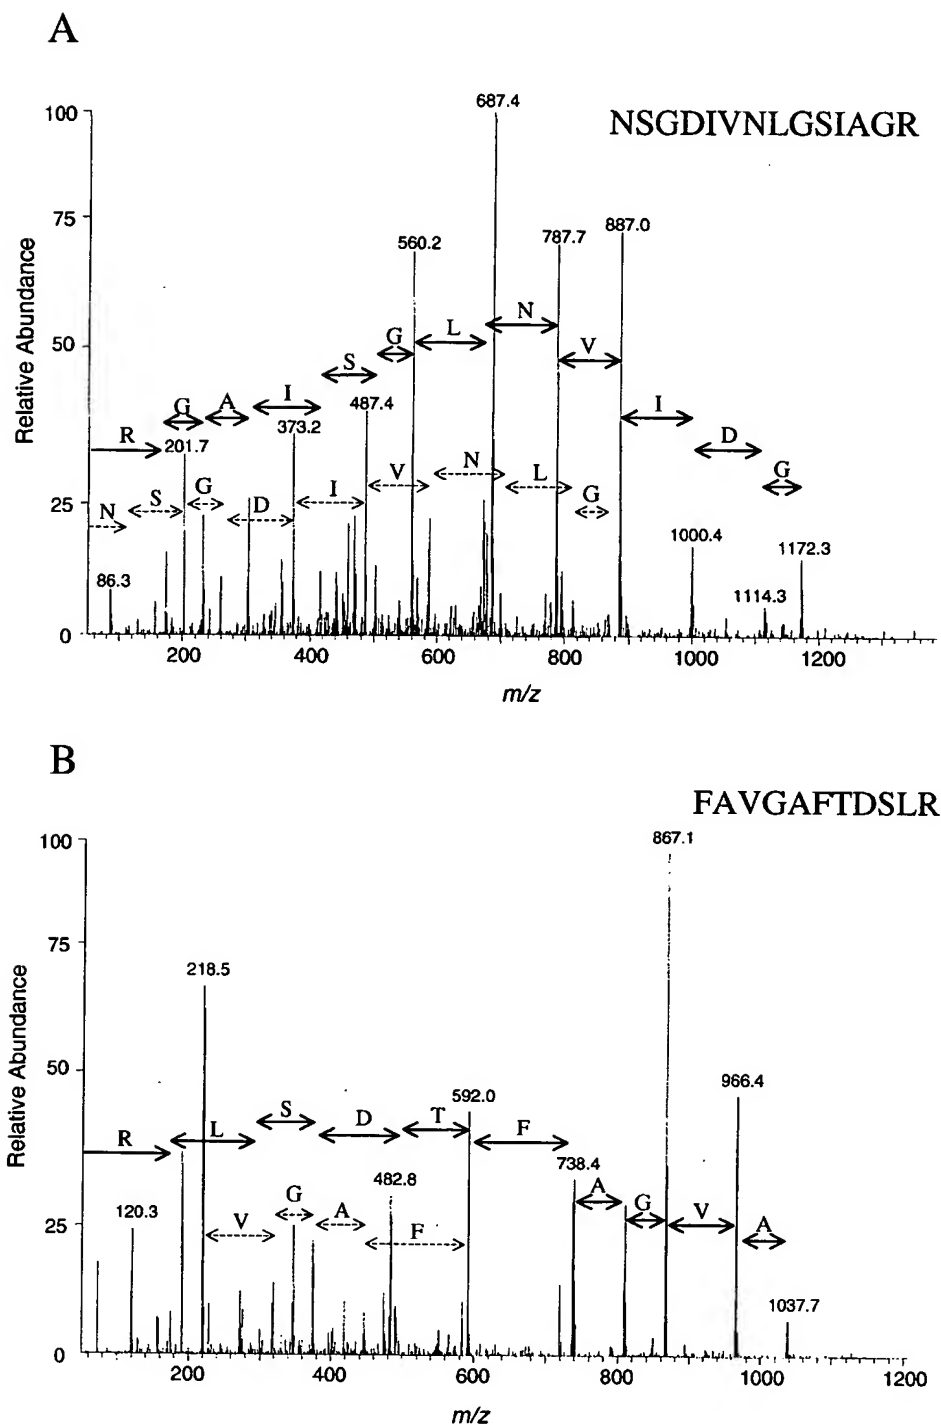 A
100
75
50
25
0
Relative Abundance
687.4
NSGDIVNLGSIAGR
560.2
787.7
887.0
N
L
G
V
S
I
487.4
A
G
373.2
I
R
201.7
D
N
V
G
L
S
G
I
G
N
D
86.3
1000.4
1172.3
1114.3
200
400
600
800
1000
1200
m/z
B
FAVGAFTDSLR
100
75
50
25
0
Relative Abundance
867.1
218.5
966.4
592.0
S
D
T
R
L
F
738.4
482.8
A
120.3
G
G
A
V
V
F
A
1037.7
200
400
600
800
1000
1200
m/z